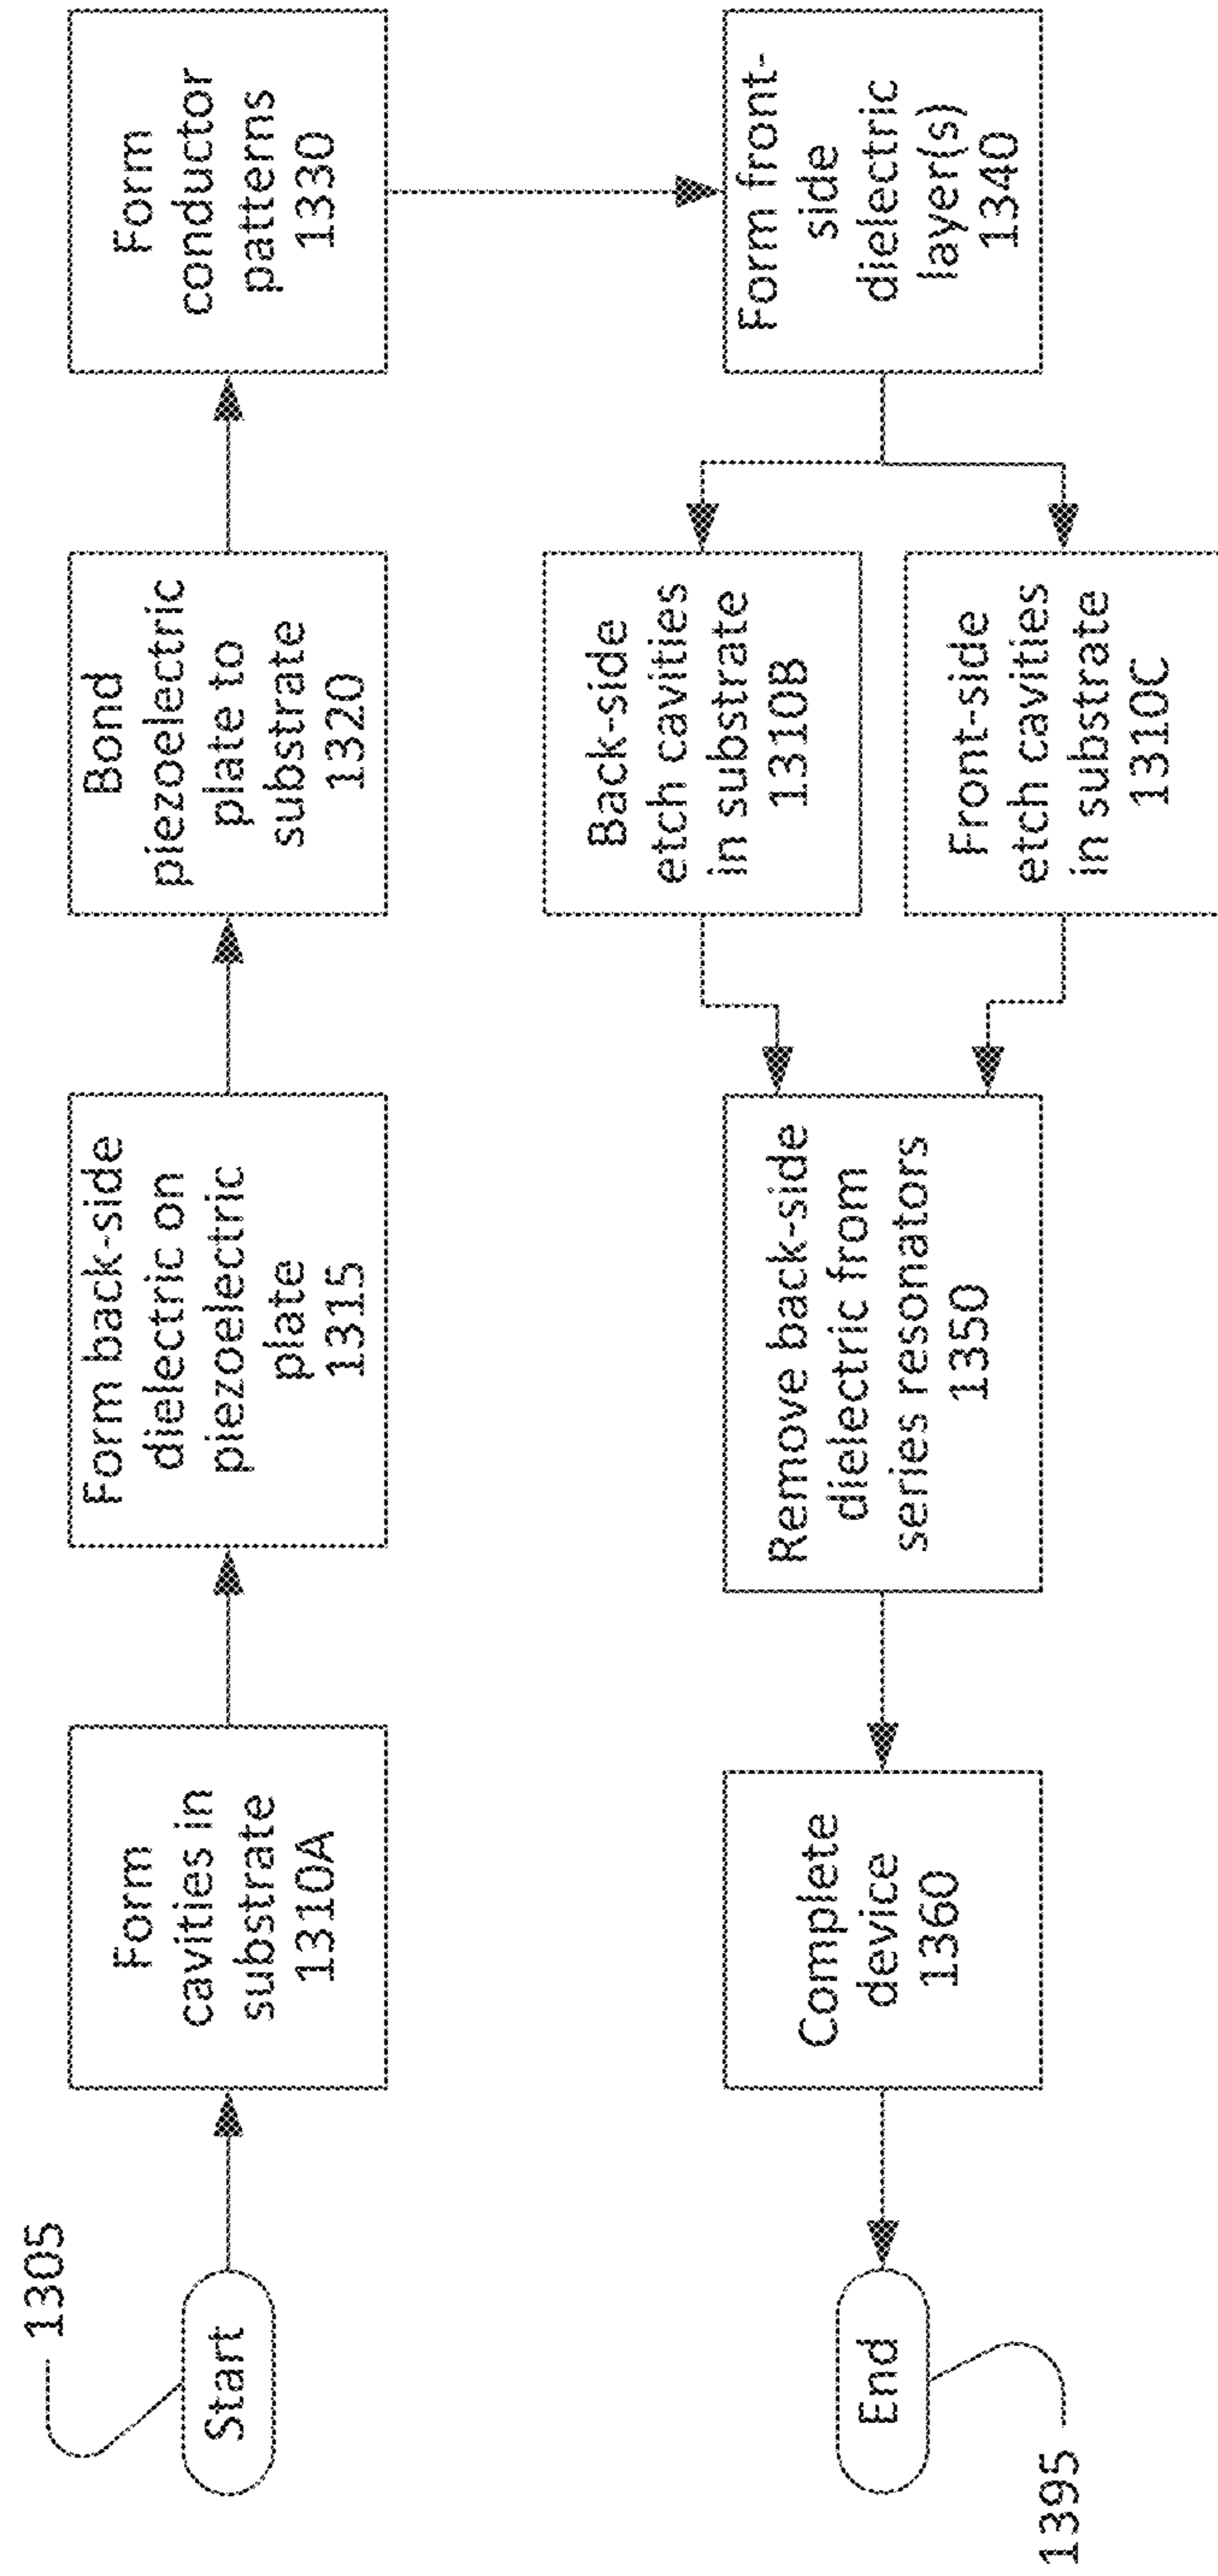 1305
Start
Form
cavities in
substrate
1310A
Form back-side
dielectric on
piezoelectric
plate
1315
Bond
piezoelectric
plate to
substrate
1320
Form
conductor
patterns
1330
Form front-
side
dielectric
layer(s)
1340
Back-side
etch cavities
in substrate
1310B
Front-side
etch cavities
in substrate
1310C
Remove back-side
dielectric from
series resonators
1350
Complete
device
1360
End
1395